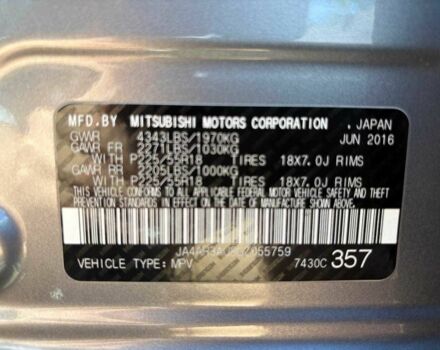 MFD.BY MITSUBISHI MOTORS CORPORATION . JAPAN
GVWR 4343LBS/1970KG JUN 2016
GAWR FR 2271LBS/1030KG
WITH P225/55R18 TIRES 18X7.0J RIMS
GAWR RR 2205LBS/1000KG
WITH P225/55R18 TIRES 18X7.0J RIMS
THIS VEHICLE CONFORMS TO ALL APPLICABLE FEDERAL MOTOR VEHICLE SAFETY, BUMPER
AND THEFT PREVENTION STANDARDS IN EFFECT ON THE DATE OF MANUFACTURE SHOWN ABOVE.
VEHICLE TYPE: MPV 7430C 357